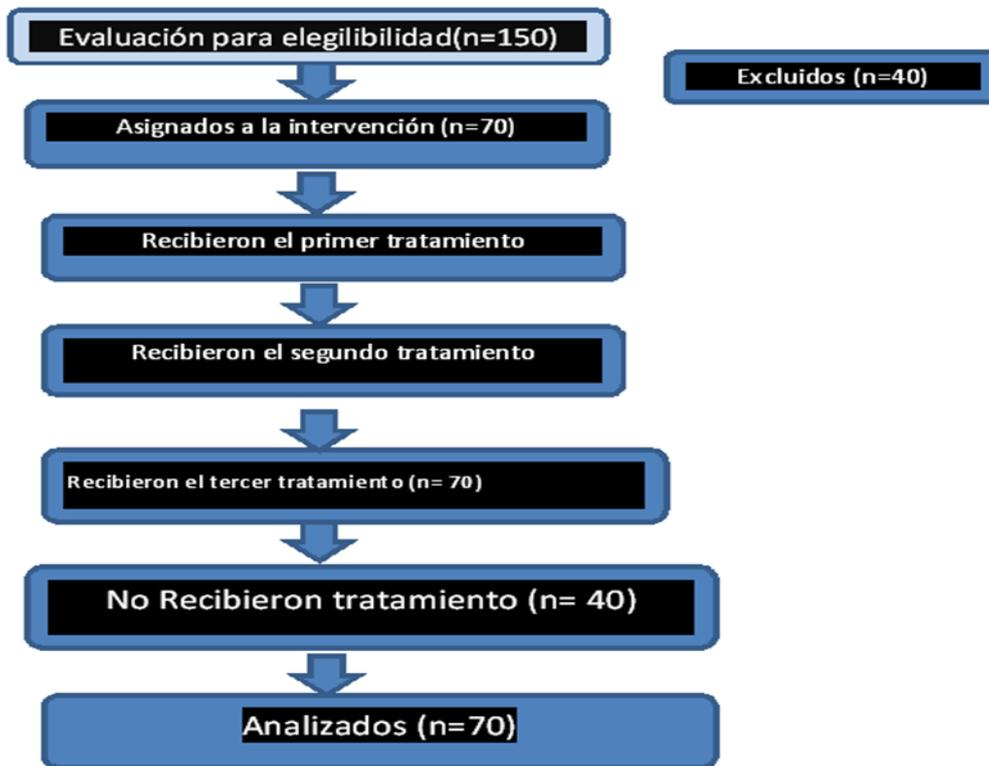 Evaluación para elegilibilidad(n=150)
Excluidos (n=40)
Asignados a la intervención (n=70)
Recibieron el primer tratamiento
Recibieron el segundo tratamiento
Recibieron el tercer tratamiento (n= 70)
No Recibieron tratamiento (n= 40)
Analizados (n=70)